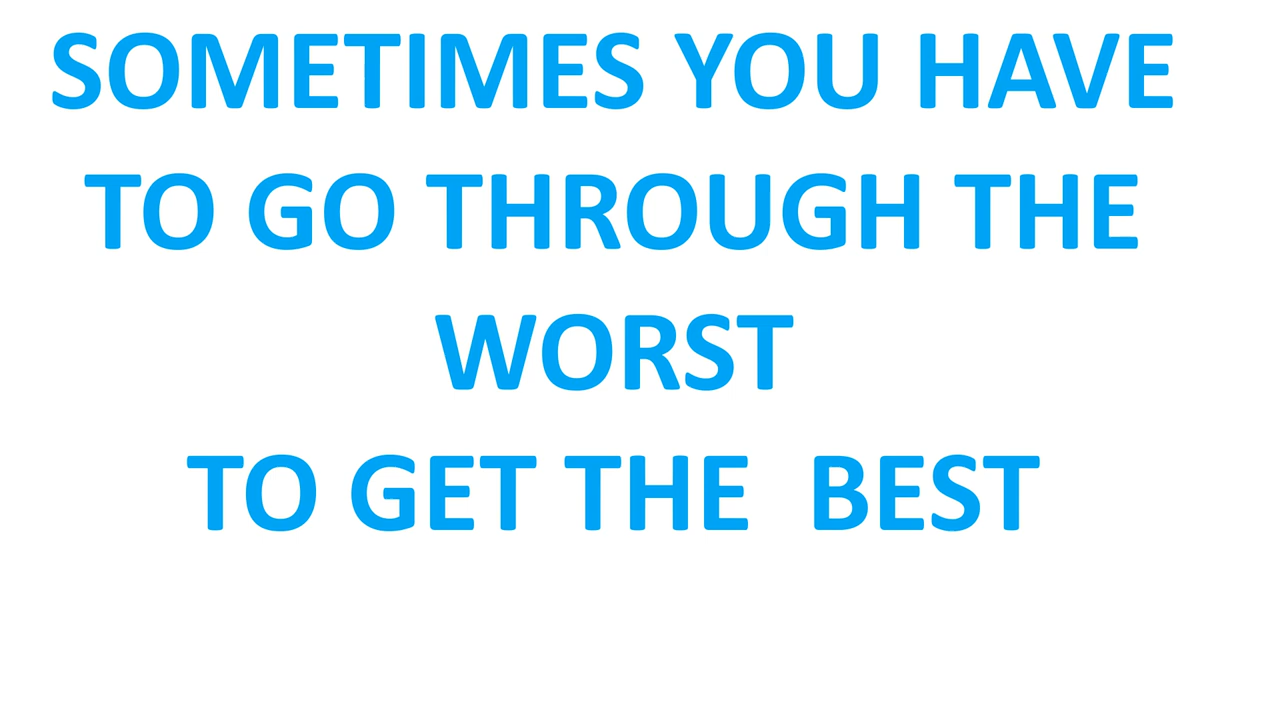 SOMETIMES YOU HAVE
TO GO THROUGH THE
WORST
TO GET THE  BEST